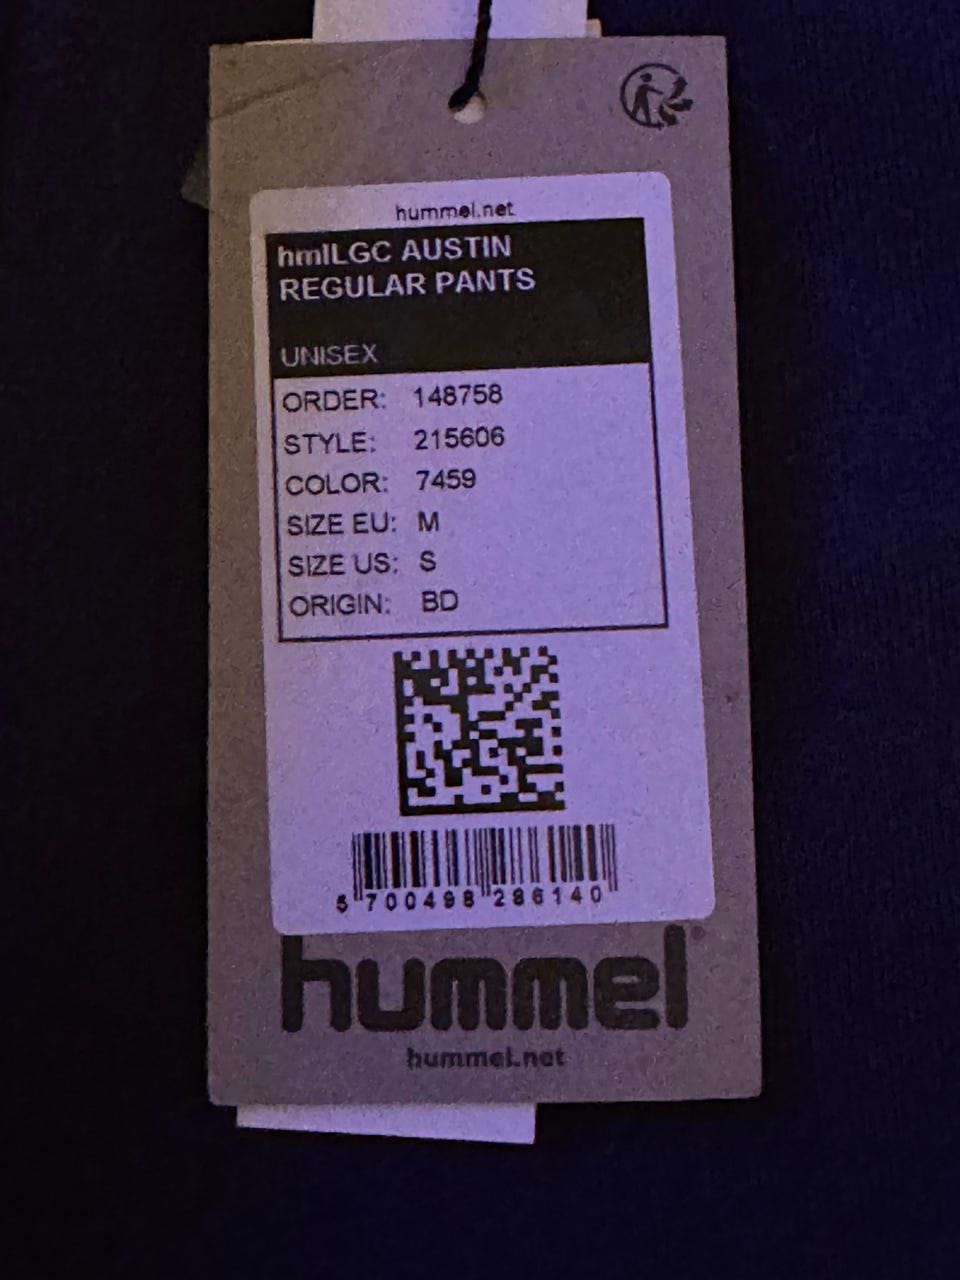 hummel.net
hmlLGC AUSTIN
REGULAR PANTS
UNISEX
ORDER: 148758
STYLE: 215606
COLOR: 7459
SIZE EU: M
SIZE US: S
ORIGIN: BD
5 700498 286140
hummel®
hummel.net